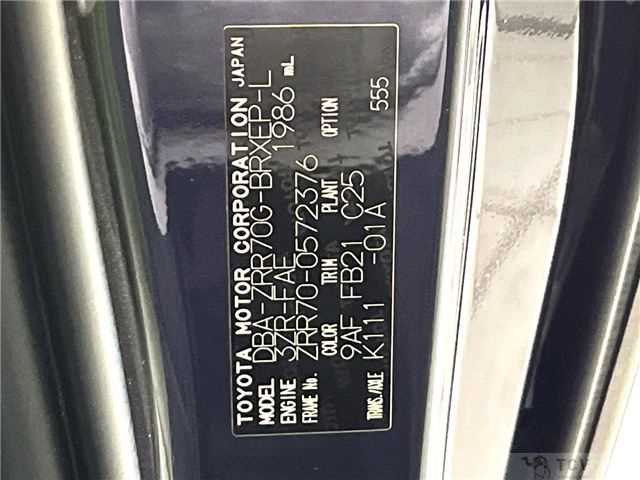 TOYOTA MOTOR CORPORATION JAPAN
MODEL DBA-ZRR70G-BRXEP-L
ENGINE 3ZR-FAE 1986 mL
FRAME No. ZRR70-0572376
COLOR TRIM PLANT OPTION
9AF FB21 C25 555
TRANS./AXLE K111 -01A
TCV